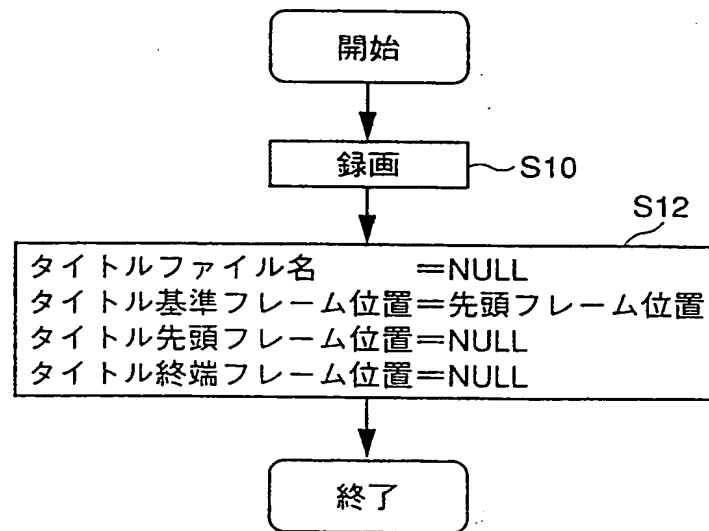 開始
録画
S10
S12
タイトルファイル名 =NULL
タイトル基準フレーム位置=先頭フレーム位置
タイトル先頭フレーム位置=NULL
タイトル終端フレーム位置=NULL
終了